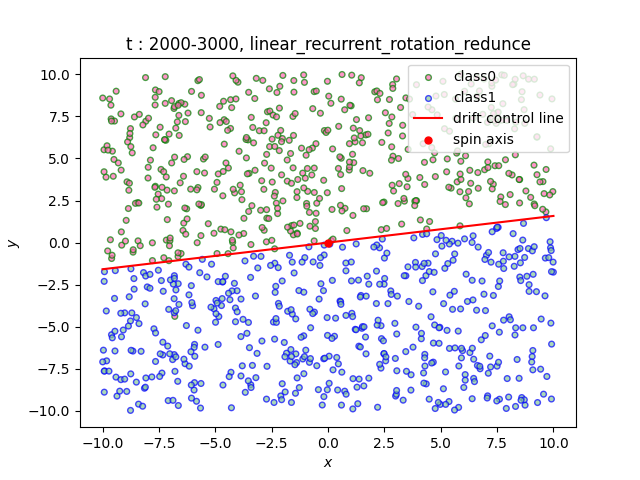 t : 2000-3000, linear_recurrent_rotation_redunce
10.0
7.5
5.0
2.5
0.0
−2.5
−5.0
−7.5
−10.0
y
class0
class1
drift control line
spin axis
−10.0 −7.5 −5.0 −2.5 0.0 2.5 5.0 7.5 10.0
x